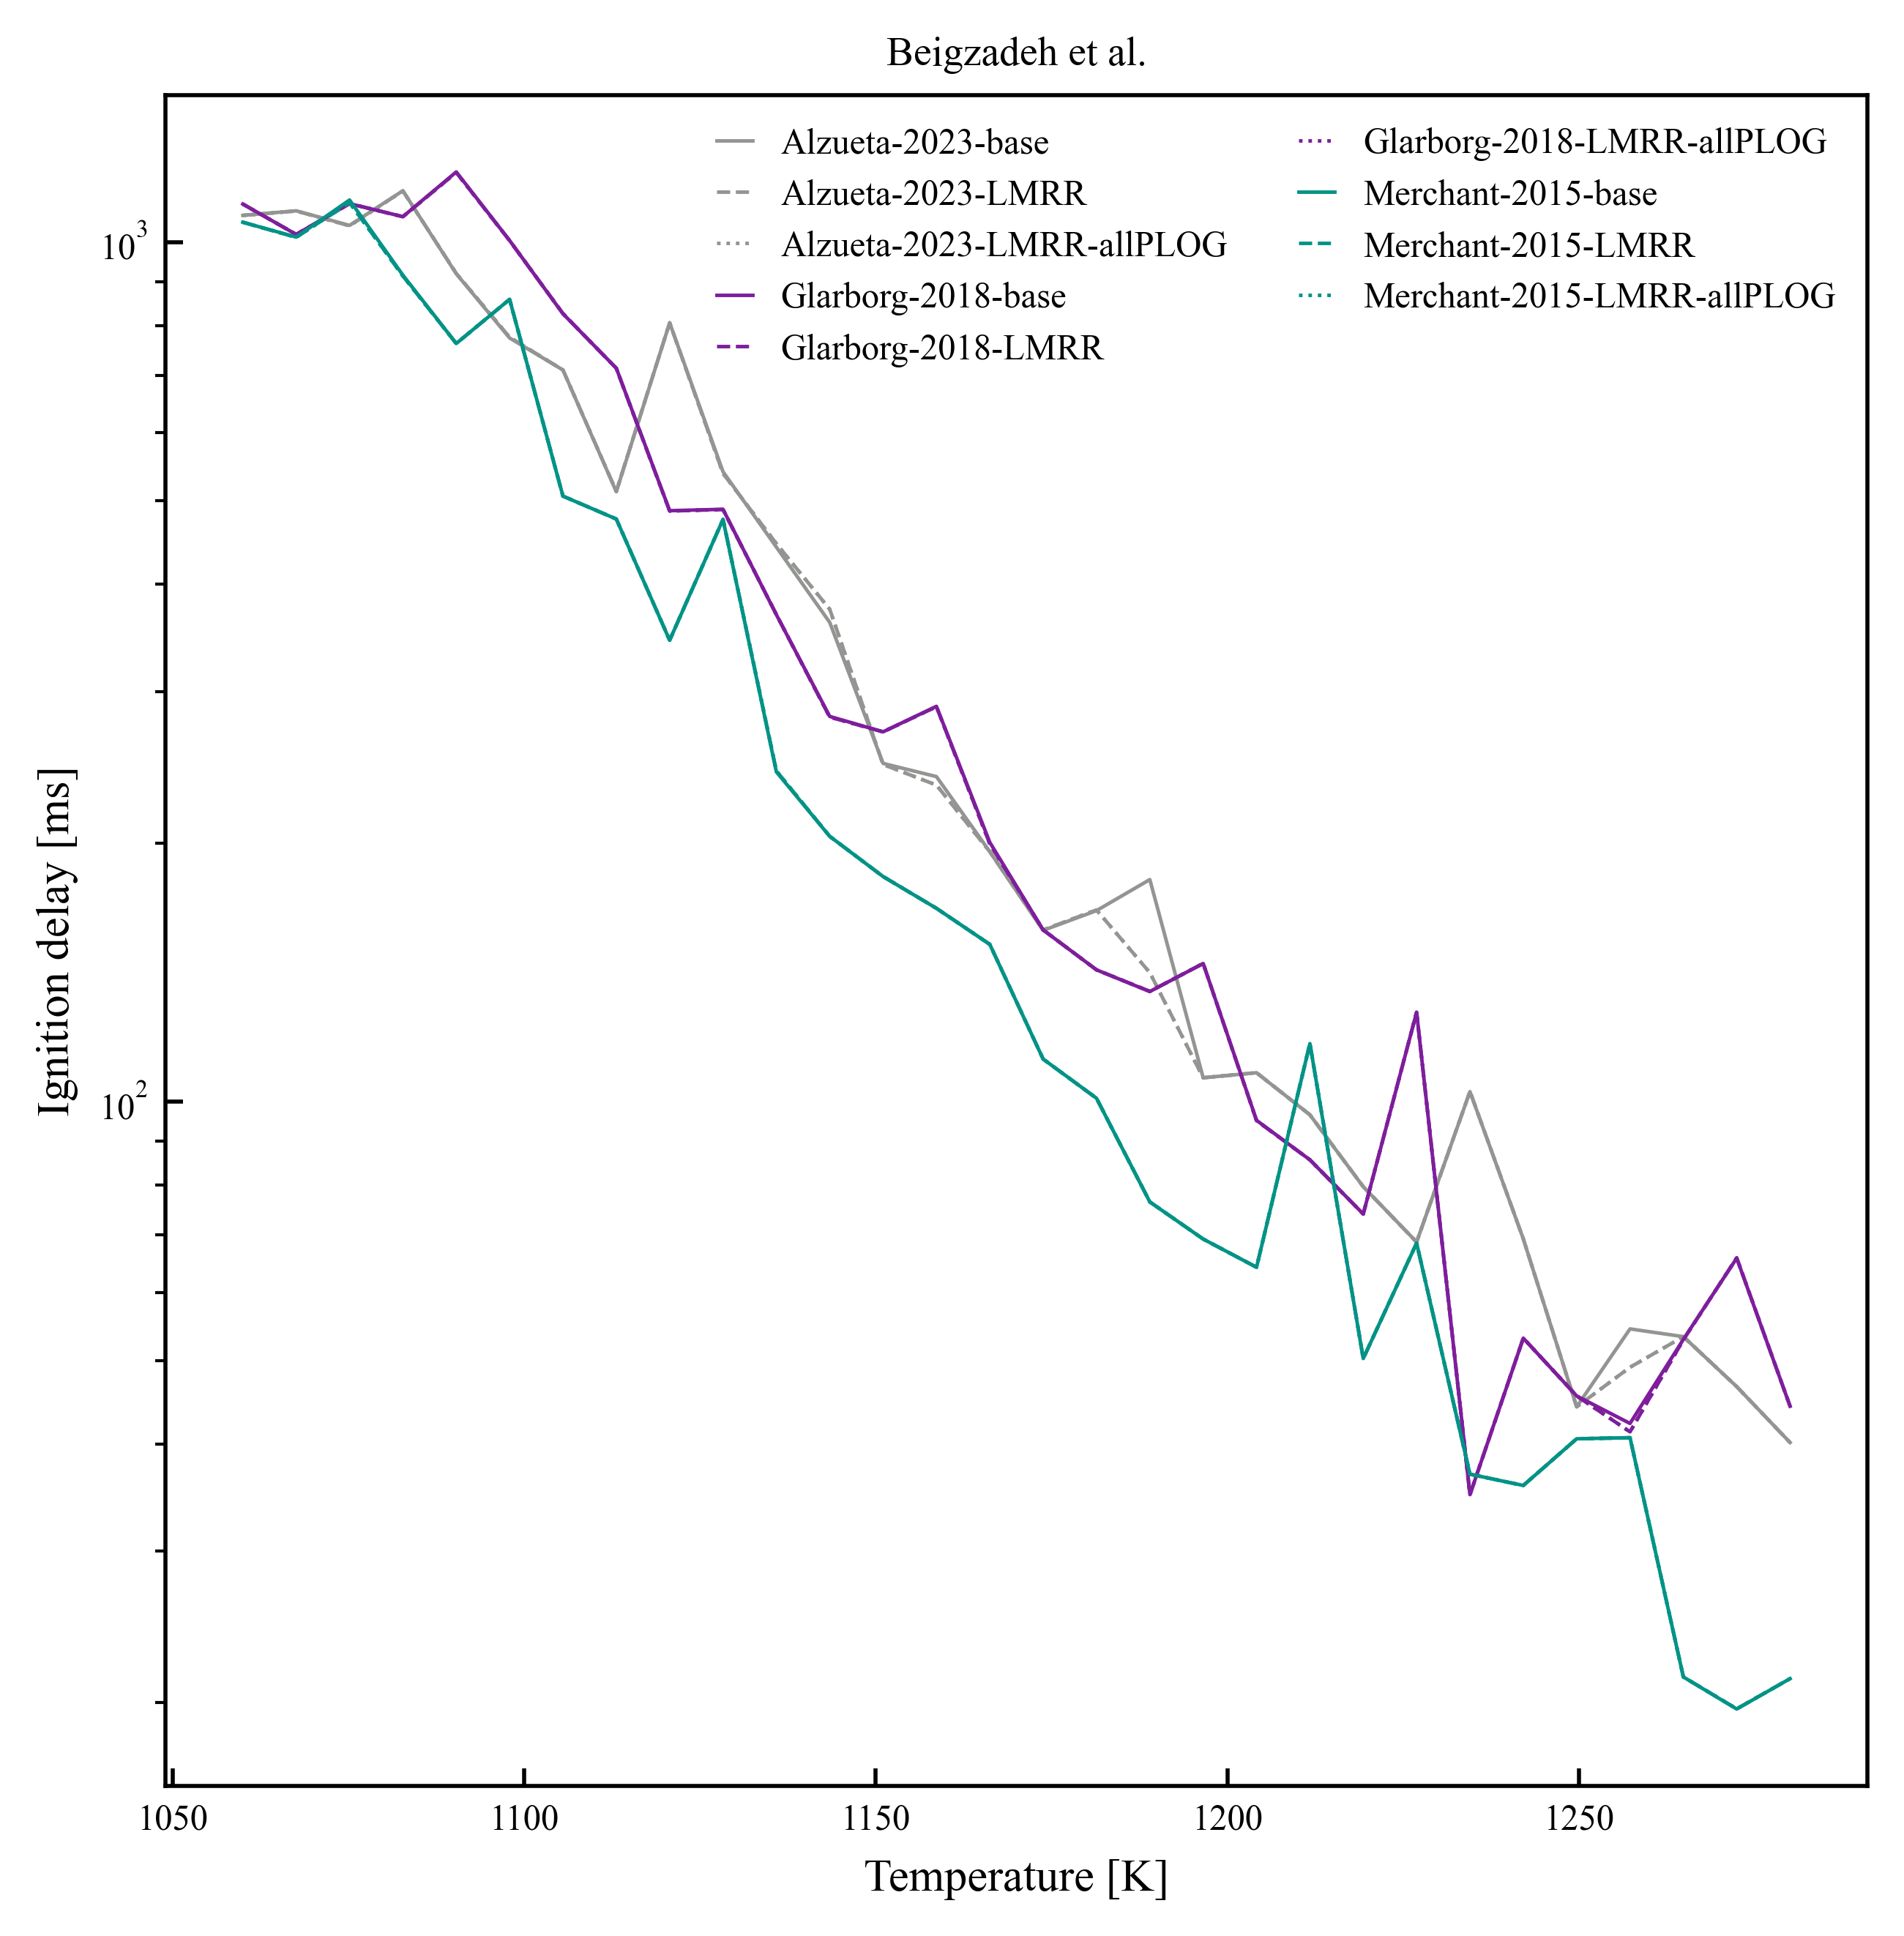 Beigzadeh et al.
Alzueta-2023-base
Alzueta-2023-LMRR
Alzueta-2023-LMRR-allPLOG
Glarborg-2018-base
Glarborg-2018-LMRR
Glarborg-2018-LMRR-allPLOG
Merchant-2015-base
Merchant-2015-LMRR
Merchant-2015-LMRR-allPLOG
Ignition delay [ms]
10³
10²
1050 1100 1150 1200 1250
Temperature [K]